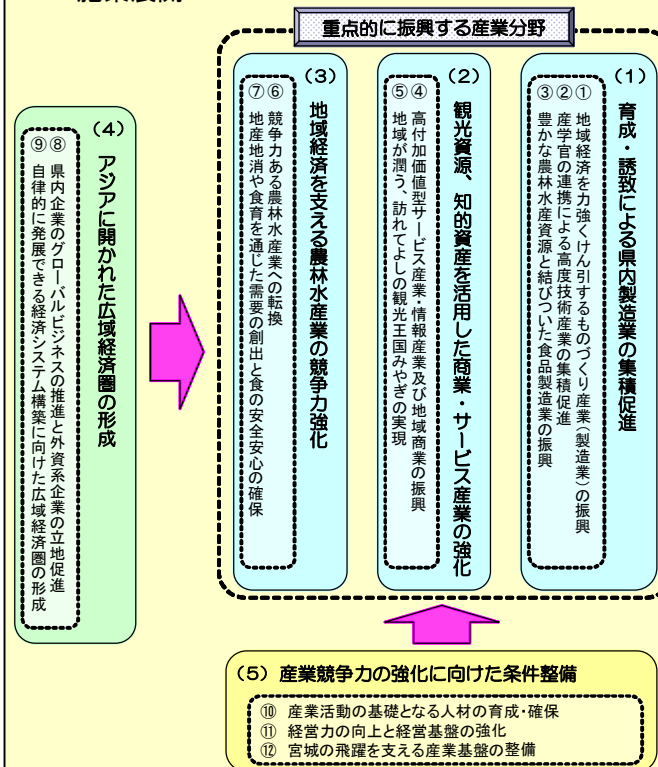 重点的に振興する産業分野
(1)
育成・誘致による県内製造業の集積促進
① 地域経済を力強くけん引するものづくり産業(製造業)の振興
② 産学官の連携による高度技術産業の集積促進
③ 豊かな農林水産資源と結びついた食品製造業の振興
(2)
観光資源、知的資産を活用した商業・サービス産業の強化
④ 高付加価値型サービス産業・情報産業及び地域商業の振興
⑤ 地域が潤う、訪れてよしの観光王国みやぎの実現
(3)
地域経済を支える農林水産業の競争力強化
⑥ 競争力ある農林水産業への転換
⑦ 地産地消や食育を通じた需要の創出と食の安全安心の確保
(4)
アジアに開かれた広域経済圏の形成
⑧ 県内企業のグローバルビジネスの推進と外資系企業の立地促進
⑨ 自律的に発展できる経済システム構築に向けた広域経済圏の形成
(5) 産業競争力の強化に向けた条件整備
⑩ 産業活動の基礎となる人材の育成・確保
⑪ 経営力の向上と経営基盤の強化
⑫ 宮城の飛躍を支える産業基盤の整備